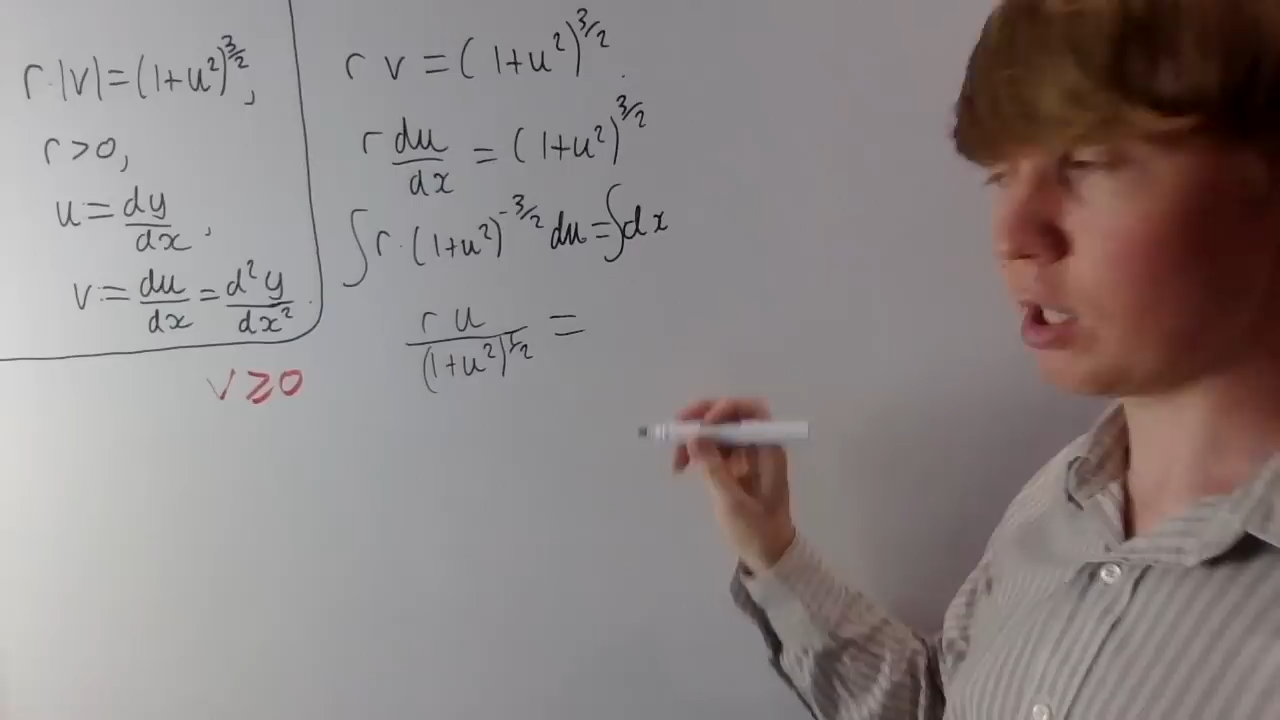 r·|v|=(1+u²)^{3/2},
r>0,
u=dy/dx,
v=du/dx=d²y/dx².
v≥0
r v=(1+u²)^{3/2}.
r du/dx=(1+u²)^{3/2}
∫r·(1+u²)^{-3/2} du=∫dx
r u/(1+u²)^{1/2}=